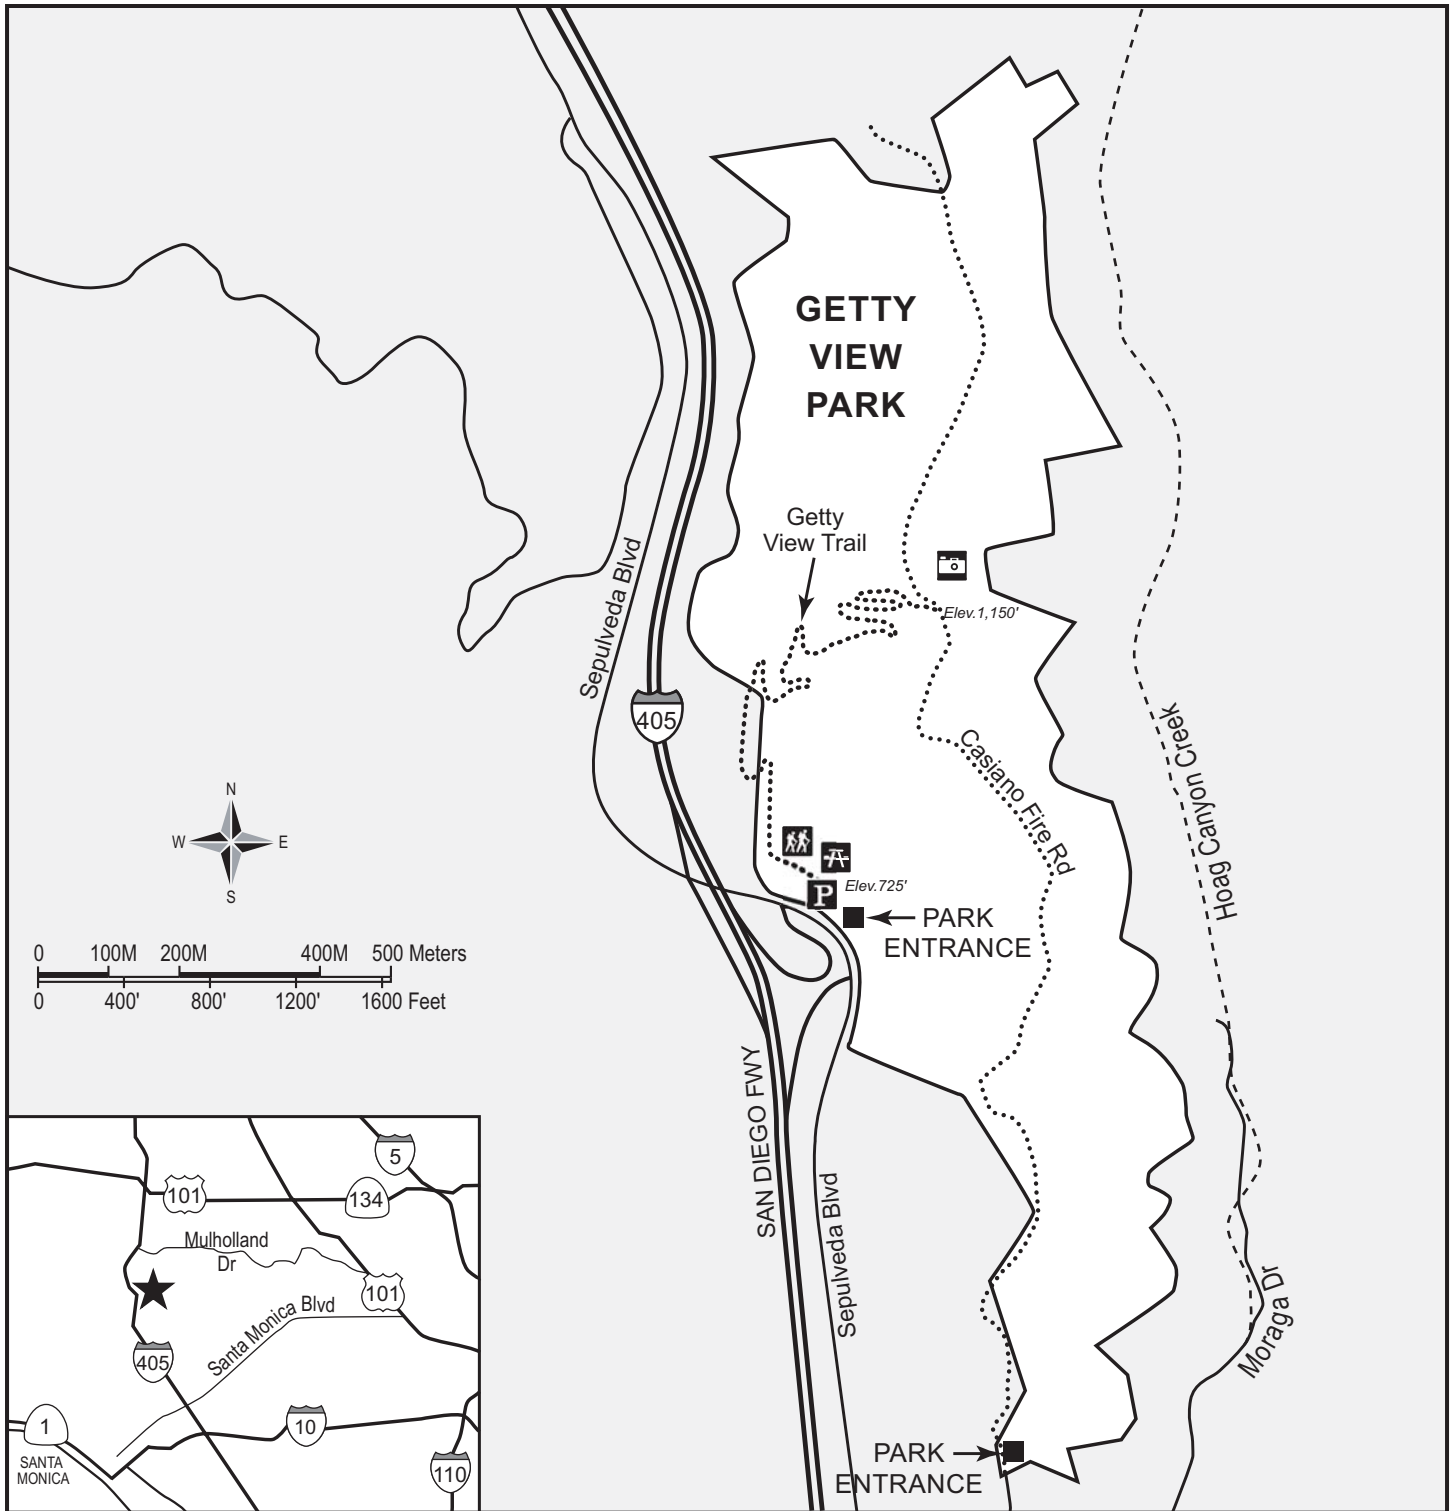 GETTY
VIEW
PARK
Getty
View Trail
Sepulveda Blvd
Elev.1,150'
405
Casiano Fire Rd
Hoag Canyon Creek
N
W
E
S
P
Elev.725'
PARK
ENTRANCE
0 100M 200M 400M 500 Meters
0 400' 800' 1200' 1600 Feet
SAN DIEGO FWY
Sepulveda Blvd
Moraga Dr
PARK
ENTRANCE
5
101
134
Mulholland
Dr
101
Santa Monica Blvd
405
1
10
SANTA
MONICA
110